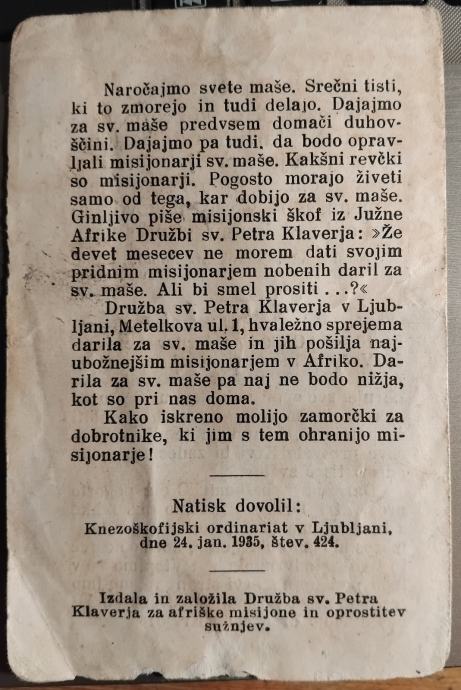 Naročajmo svete maše. Srečni tisti,
ki to zmorejo in tudi delajo. Dajajmo
za sv. maše predvsem domači duhov-
ščini. Dajajmo pa tudi. da bodo oprav-
ljali misijonarji sv. maše. Kakšni revčki
so misijonarji. Pogosto morajo živeti
samo od tega, kar dobijo za sv. maše.
Ginljivo piše misijonski škof iz Južne
Afrike Družbi sv. Petra Klaverja: »Že
devet mesecev ne morem dati svojim
pridnim misijonarjem nobenih daril za
sv. maše. Ali bi smel prositi ...?«
Družba sv. Petra Klaverja v Ljub-
ljani, Metelkova ul. 1, hvaležno sprejema
darila za sv. maše in jih pošilja naj-
ubožnejšim misijonarjem v Afriko. Da-
rila za sv. maše pa naj ne bodo nižja,
kot so pri nas doma.
Kako iskreno molijo zamorčki za
dobrotnike, ki jim s tem ohranijo mi-
sijonarje!
Natisk dovolil:
Knezoškofijski ordinariat v Ljubljani,
dne 24. jan. 1935, štev. 424.
Izdala in založila Družba sv. Petra
Klaverja za afriške misijone in oprostitev
sužnjev.